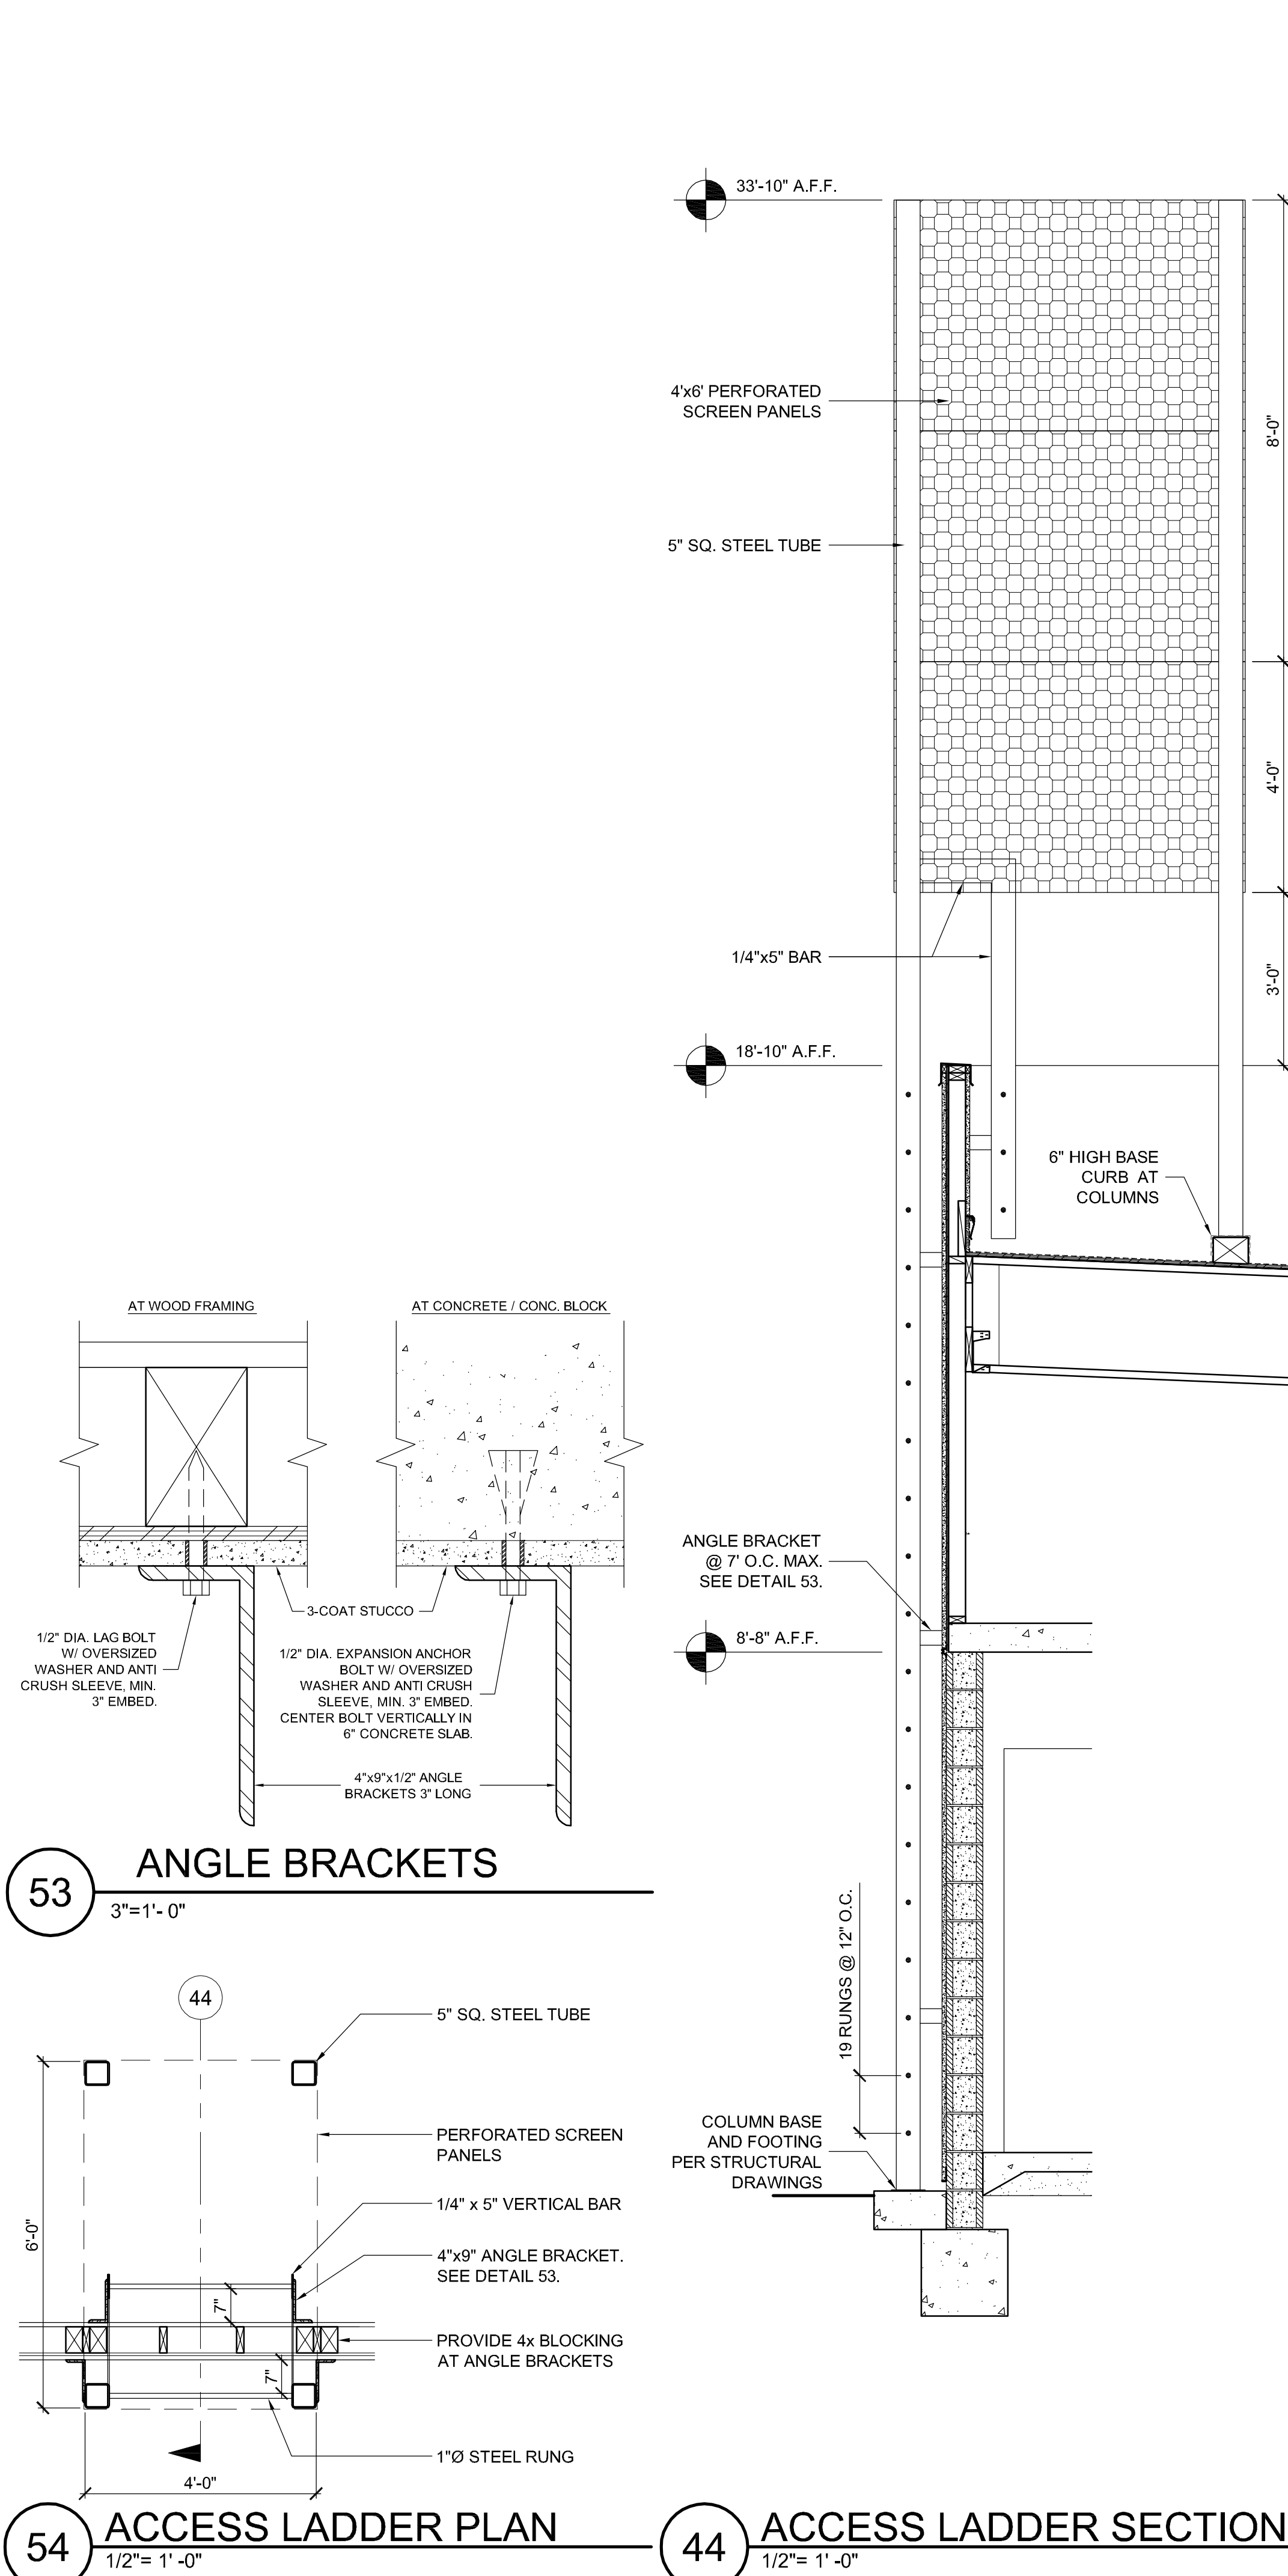 33'-10" A.F.F.
4'x6' PERFORATED
SCREEN PANELS
8'-0"
5" SQ. STEEL TUBE
4'-0"
1/4"x5" BAR
3'-0"
18'-10" A.F.F.
6" HIGH BASE
CURB AT
COLUMNS
ANGLE BRACKET
@ 7' O.C. MAX.
SEE DETAIL 53.
8'-8" A.F.F.
19 RUNGS @ 12" O.C.
COLUMN BASE
AND FOOTING
PER STRUCTURAL
DRAWINGS
44
ACCESS LADDER SECTION
1/2"= 1' -0"
AT WOOD FRAMING
AT CONCRETE / CONC. BLOCK
3-COAT STUCCO
1/2" DIA. LAG BOLT
W/ OVERSIZED
WASHER AND ANTI
CRUSH SLEEVE, MIN.
3" EMBED.
1/2" DIA. EXPANSION ANCHOR
BOLT W/ OVERSIZED
WASHER AND ANTI CRUSH
SLEEVE, MIN. 3" EMBED.
CENTER BOLT VERTICALLY IN
6" CONCRETE SLAB.
4"x9"x1/2" ANGLE
BRACKETS 3" LONG
53
ANGLE BRACKETS
3"=1'- 0"
44
5" SQ. STEEL TUBE
PERFORATED SCREEN
PANELS
1/4" x 5" VERTICAL BAR
4"x9" ANGLE BRACKET.
SEE DETAIL 53.
6'-0"
7"
PROVIDE 4x BLOCKING
AT ANGLE BRACKETS
7"
1"Ø STEEL RUNG
4'-0"
54
ACCESS LADDER PLAN
1/2"= 1' -0"